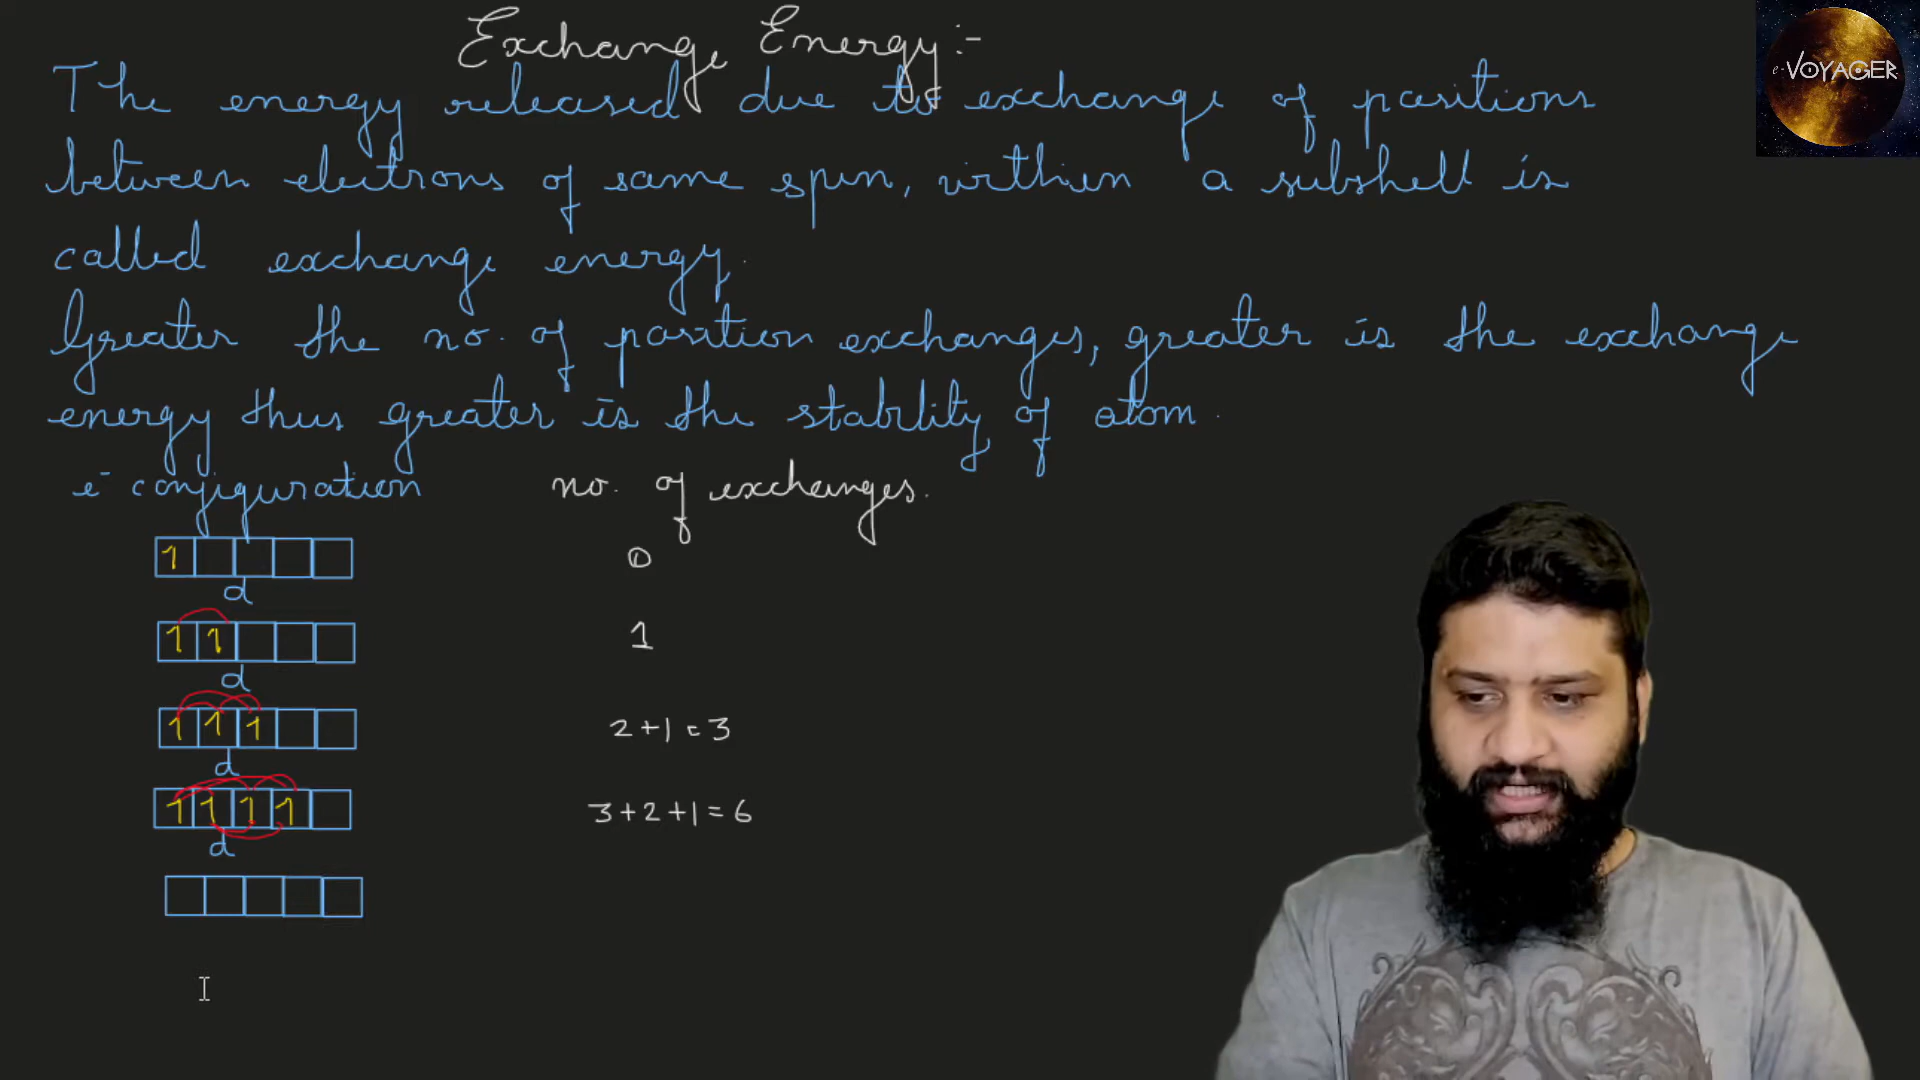 Exchange Energy:-
e-VOYAGER
The energy released due to exchange of positions
between electrons of same spin, within a subshell is
called exchange energy.
Greater the no. of position exchanges, greater is the exchange
energy thus greater is the stability of atom.
e⁻ configuration no. of exchanges.
1 0
d
1 1 1
d
1 1 1 2+1=3
d
1 1 1 1 3+2+1=6
d